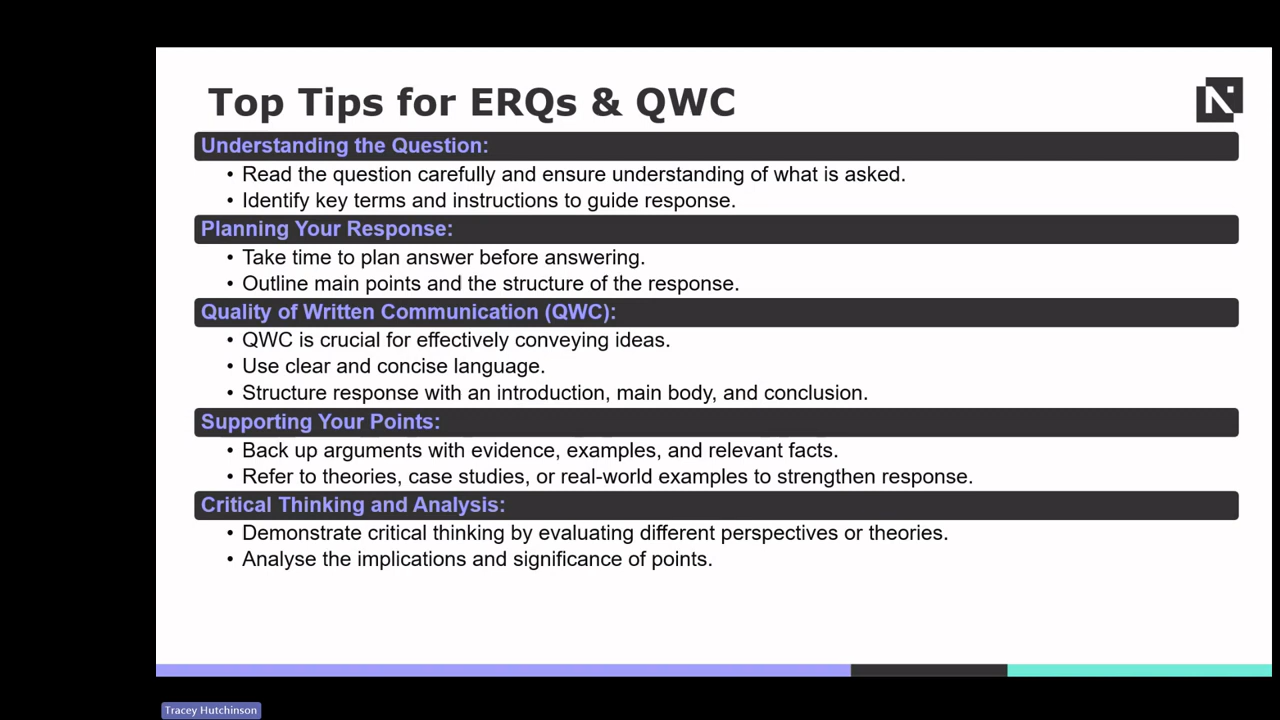 Top Tips for ERQs & QWC
N
Understanding the Question:
• Read the question carefully and ensure understanding of what is asked.
• Identify key terms and instructions to guide response.
Planning Your Response:
• Take time to plan answer before answering.
• Outline main points and the structure of the response.
Quality of Written Communication (QWC):
• QWC is crucial for effectively conveying ideas.
• Use clear and concise language.
• Structure response with an introduction, main body, and conclusion.
Supporting Your Points:
• Back up arguments with evidence, examples, and relevant facts.
• Refer to theories, case studies, or real-world examples to strengthen response.
Critical Thinking and Analysis:
• Demonstrate critical thinking by evaluating different perspectives or theories.
• Analyse the implications and significance of points.
Tracey Hutchinson